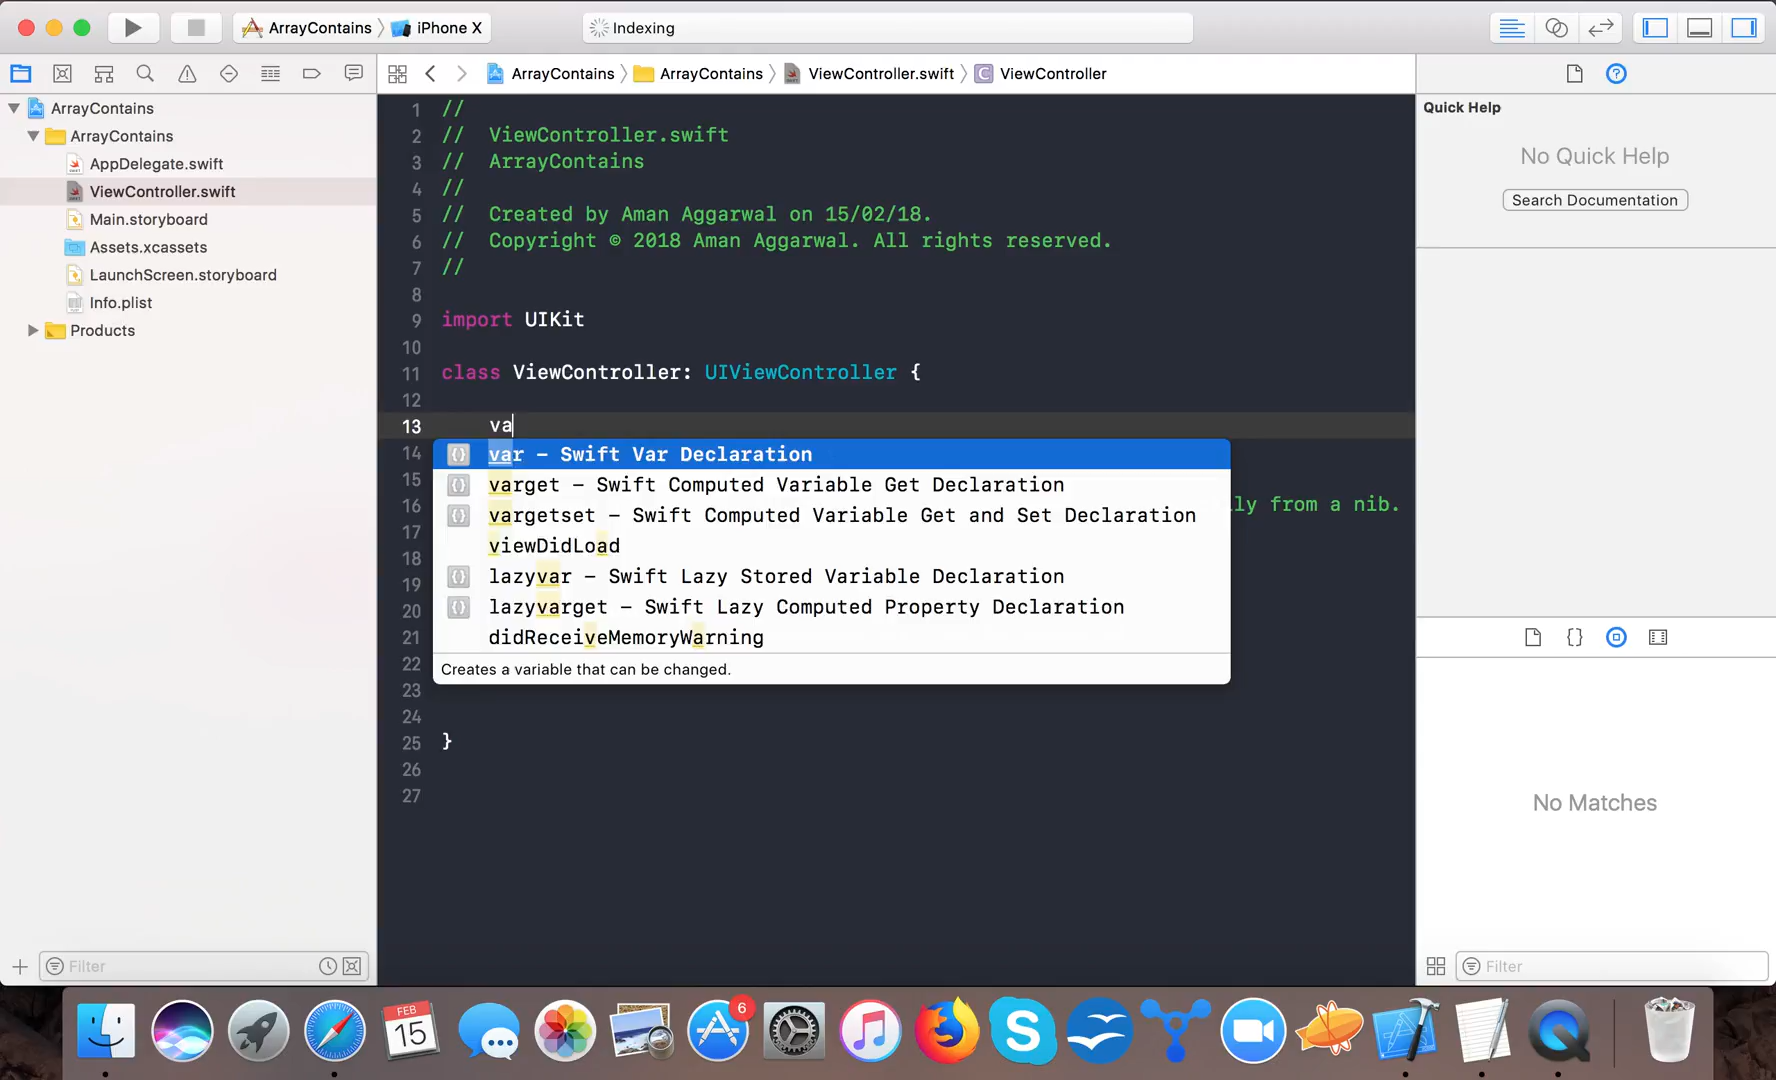 ArrayContains
iPhone X
Indexing
ArrayContains
ArrayContains
ViewController.swift
ViewController
ArrayContains
ArrayContains
AppDelegate.swift
ViewController.swift
Main.storyboard
Assets.xcassets
LaunchScreen.storyboard
Info.plist
Products
Filter
1 //
2 // ViewController.swift
3 // ArrayContains
4 //
5 // Created by Aman Aggarwal on 15/02/18.
6 // Copyright © 2018 Aman Aggarwal. All rights reserved.
7 //
8
9 import UIKit
10
11 class ViewController: UIViewController {
12
13 va
14
15
16 lly from a nib.
17
18
19
20
21
22
23
24
25 }
26
27
var – Swift Var Declaration
varget – Swift Computed Variable Get Declaration
vargetset – Swift Computed Variable Get and Set Declaration
viewDidLoad
lazyvar – Swift Lazy Stored Variable Declaration
lazyvarget – Swift Lazy Computed Property Declaration
didReceiveMemoryWarning
Creates a variable that can be changed.
Quick Help
No Quick Help
Search Documentation
No Matches
Filter
FEB
15
6
S